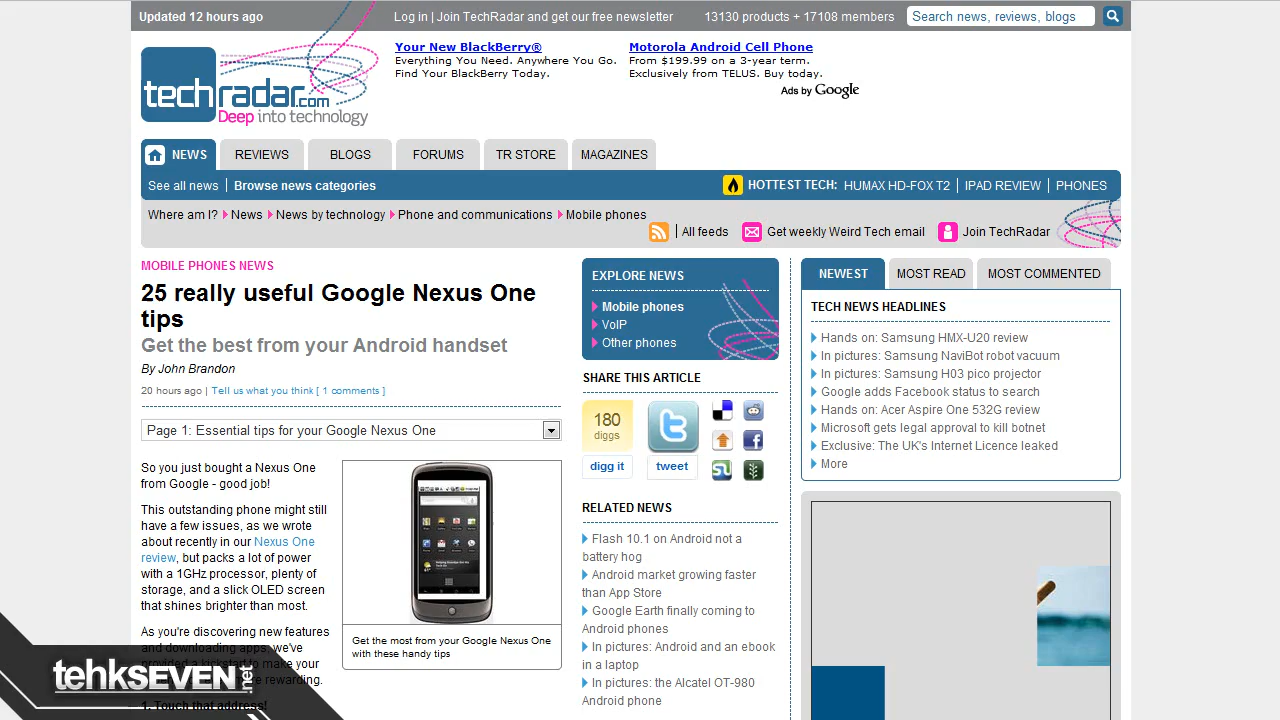 Updated 12 hours ago
Log in | Join TechRadar and get our free newsletter
13130 products + 17108 members
Search news, reviews, blogs
techradar.com
Deep into technology
Your New BlackBerry®
Everything You Need. Anywhere You Go.
Find Your BlackBerry Today.
Motorola Android Cell Phone
From $199.99 on a 3-year term.
Exclusively from TELUS. Buy today.
Ads by Google
NEWS
REVIEWS
BLOGS
FORUMS
TR STORE
MAGAZINES
See all news | Browse news categories
HOTTEST TECH: HUMAX HD-FOX T2 | IPAD REVIEW | PHONES
Where am I? News News by technology Phone and communications Mobile phones
| All feeds
Get weekly Weird Tech email
Join TechRadar
MOBILE PHONES NEWS
25 really useful Google Nexus One
tips
Get the best from your Android handset
By John Brandon
20 hours ago | Tell us what you think [ 1 comments ]
Page 1: Essential tips for your Google Nexus One
So you just bought a Nexus One
from Google - good job!
This outstanding phone might still
have a few issues, as we wrote
about recently in our Nexus One
review, but packs a lot of power
with a 1GHz processor, plenty of
storage, and a slick OLED screen
that shines brighter than most.
As you're discovering new features
and downloading apps, we've
provided a kickstart to make your
re rewarding.
1. Touch that address!
Get the most from your Google Nexus One
with these handy tips
EXPLORE NEWS
Mobile phones
VoIP
Other phones
SHARE THIS ARTICLE
180
diggs
digg it
tweet
RELATED NEWS
Flash 10.1 on Android not a
battery hog
Android market growing faster
than App Store
Google Earth finally coming to
Android phones
In pictures: Android and an ebook
in a laptop
In pictures: the Alcatel OT-980
Android phone
NEWEST
MOST READ
MOST COMMENTED
TECH NEWS HEADLINES
Hands on: Samsung HMX-U20 review
In pictures: Samsung NaviBot robot vacuum
In pictures: Samsung H03 pico projector
Google adds Facebook status to search
Hands on: Acer Aspire One 532G review
Microsoft gets legal approval to kill botnet
Exclusive: The UK's Internet Licence leaked
More
tehkSEVEN.net